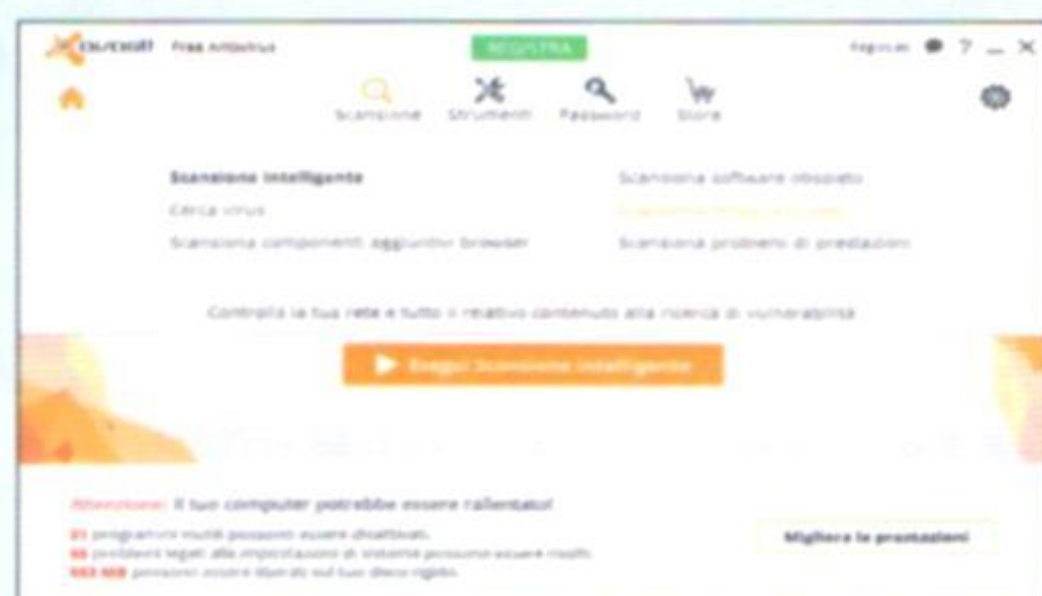 avast! Free Antivirus REGISTRA ?
Scansione Strumenti Password Store
Scansione intelligente Scansiona software obsoleto
Cerca virus
Scansiona componenti aggiuntivi browser Scansiona problemi di prestazioni
Controlla la tua rete e tutto il relativo contenuto alla ricerca di vulnerabilità
Esegui Scansione intelligente
Attenzione: Il tuo computer potrebbe essere rallentato!
programmi inutili possono essere disattivati.
problemi legati alle impostazioni di sistema possono essere risolti.
MB possono essere liberati sul tuo disco rigido.
Migliora le prestazioni